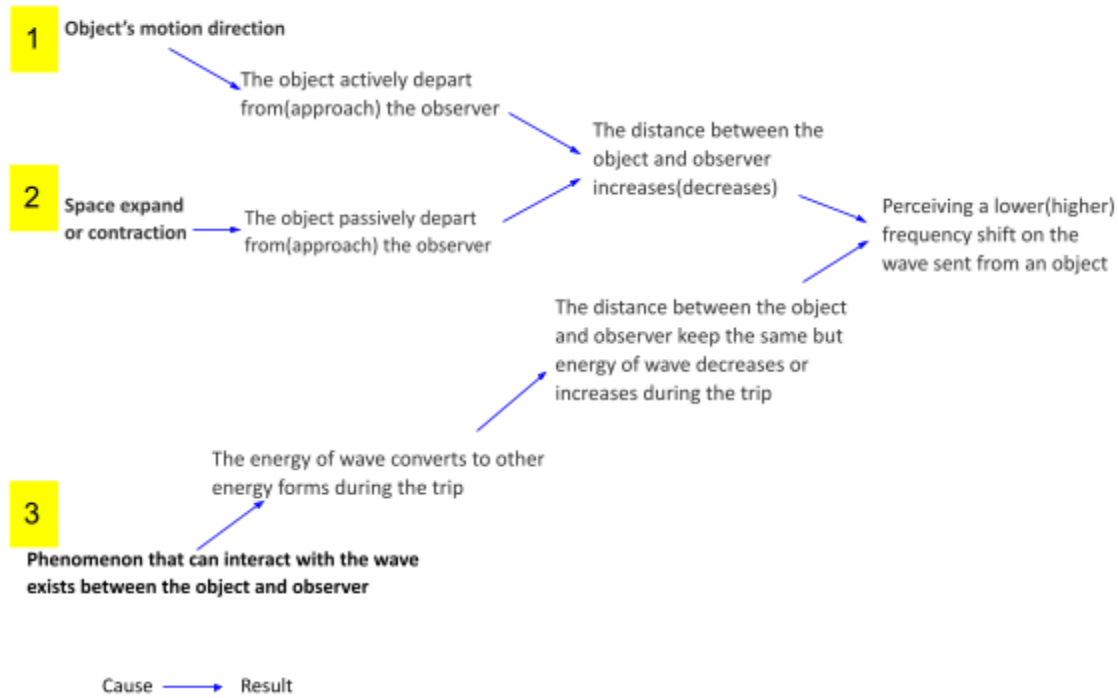 1
Object's motion direction
The object actively depart
from(approach) the observer
The distance between the
object and observer
increases(decreases)
2
Space expand
or contraction
The object passively depart
from(approach) the observer
Perceiving a lower(higher)
frequency shift on the
wave sent from an object
The distance between the object
and observer keep the same but
energy of wave decreases or
increases during the trip
The energy of wave converts to other
energy forms during the trip
3
Phenomenon that can interact with the wave
exists between the object and observer
Cause
Result